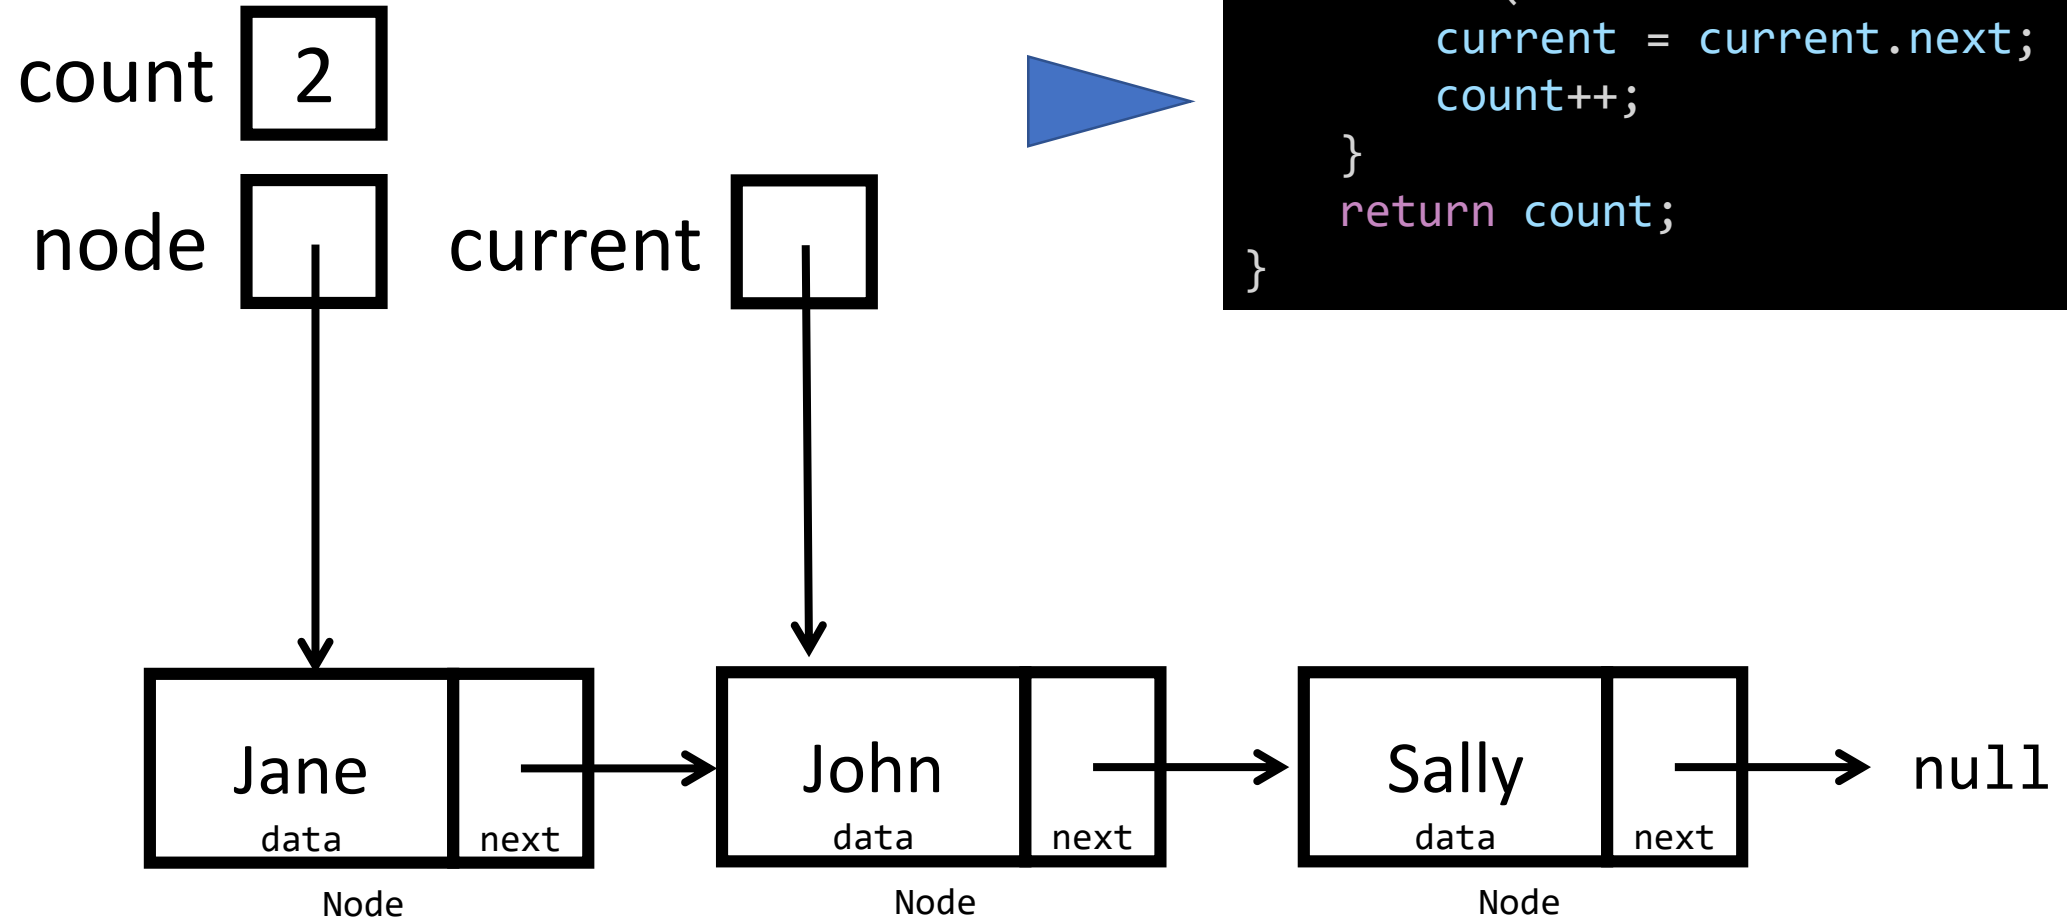 count 2
current = current.next;
count++;
}
return count;
}
node
current
Jane
data
next
John
data
next
Sally
data
next
null
Node
Node
Node